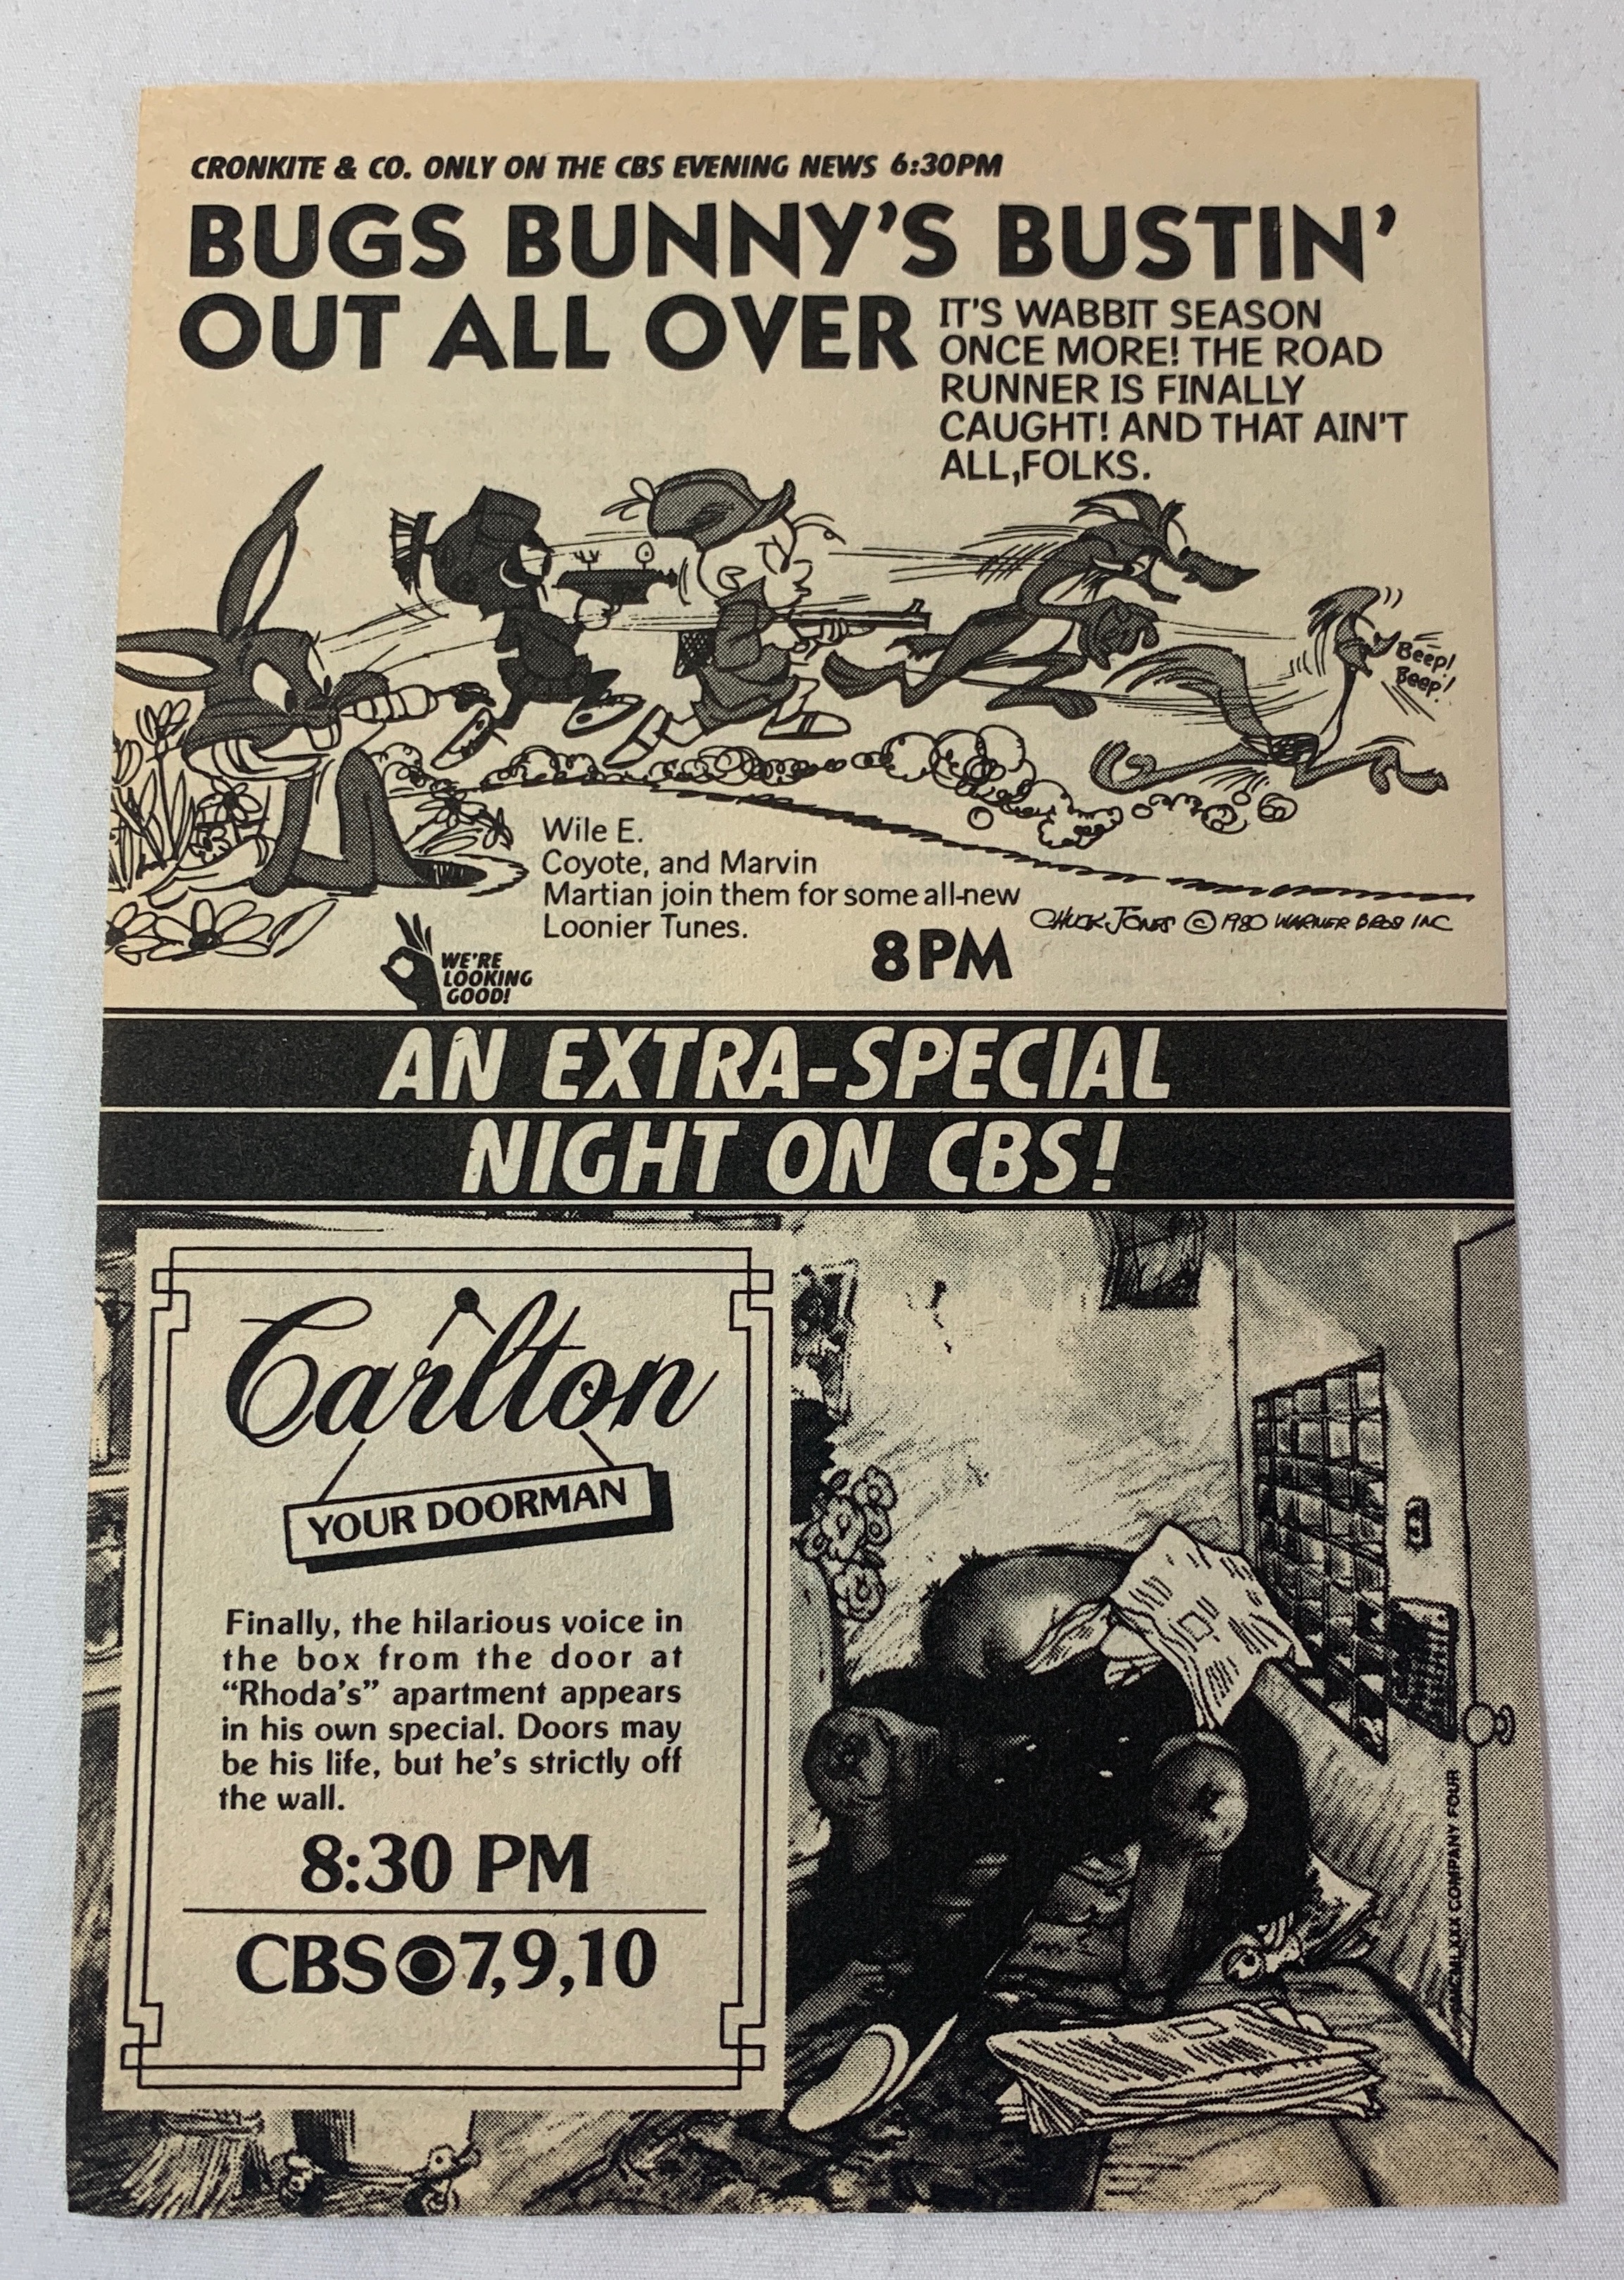 CRONKITE & CO. ONLY ON THE CBS EVENING NEWS 6:30PM
BUGS BUNNY'S BUSTIN'
OUT ALL OVER
IT'S WABBIT SEASON
ONCE MORE! THE ROAD
RUNNER IS FINALLY
CAUGHT! AND THAT AIN'T
ALL,FOLKS.
Beep!
Beep!
Wile E.
Coyote, and Marvin
Martian join them for some all-new
Loonier Tunes.
CHUCK JONES © 1980 WARNER BROS INC
8PM
WE'RE
LOOKING
GOOD!
AN EXTRA-SPECIAL
NIGHT ON CBS!
Carlton
YOUR DOORMAN
Finally, the hilarious voice in
the box from the door at
“Rhoda's” apartment appears
in his own special. Doors may
be his life, but he's strictly off
the wall.
8:30 PM
CBS 7,9,10
COMPANY FOUR